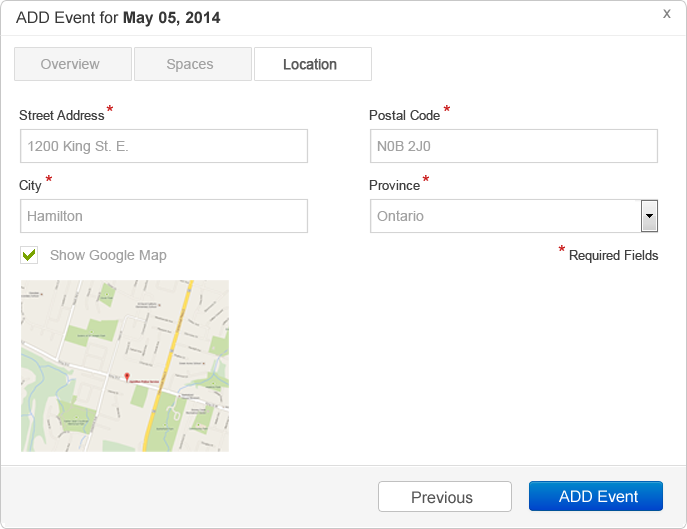 ADD Event for May 05, 2014
x
Overview
Spaces
Location
Street Address*
Postal Code *
1200 King St. E.
N0B 2J0
City *
Province*
Hamilton
Ontario
Show Google Map
* Required Fields
Previous
ADD Event